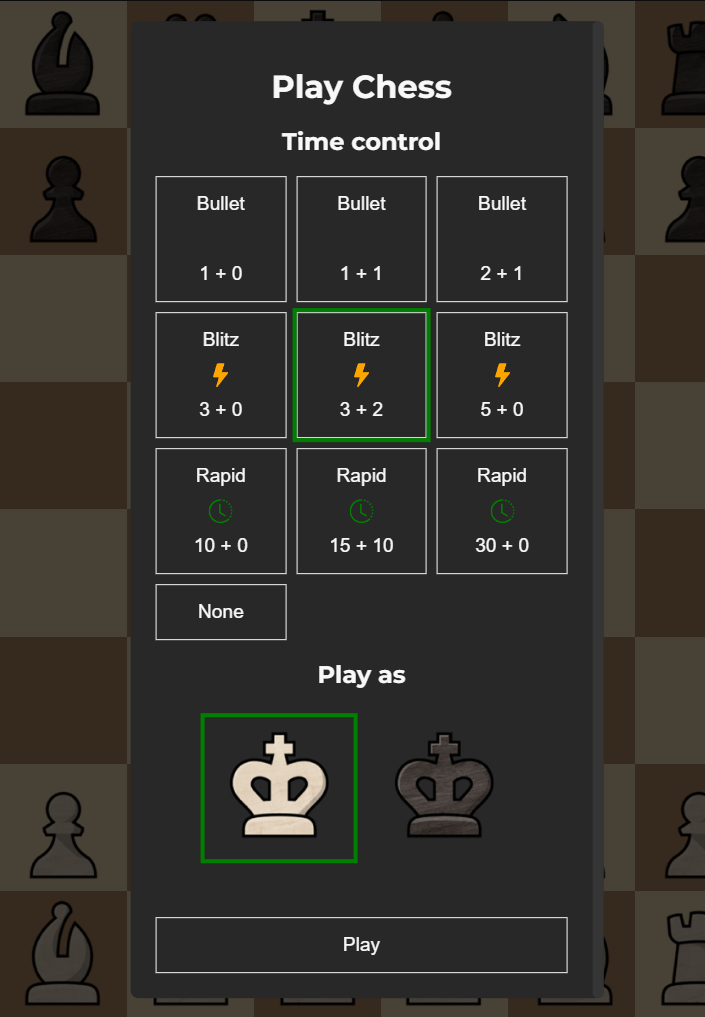 Play Chess
Time control
Bullet Bullet Bullet
1 + 0 1 + 1 2 + 1
Blitz Blitz Blitz
3 + 0 3 + 2 5 + 0
Rapid Rapid Rapid
10 + 0 15 + 10 30 + 0
None
Play as
Play